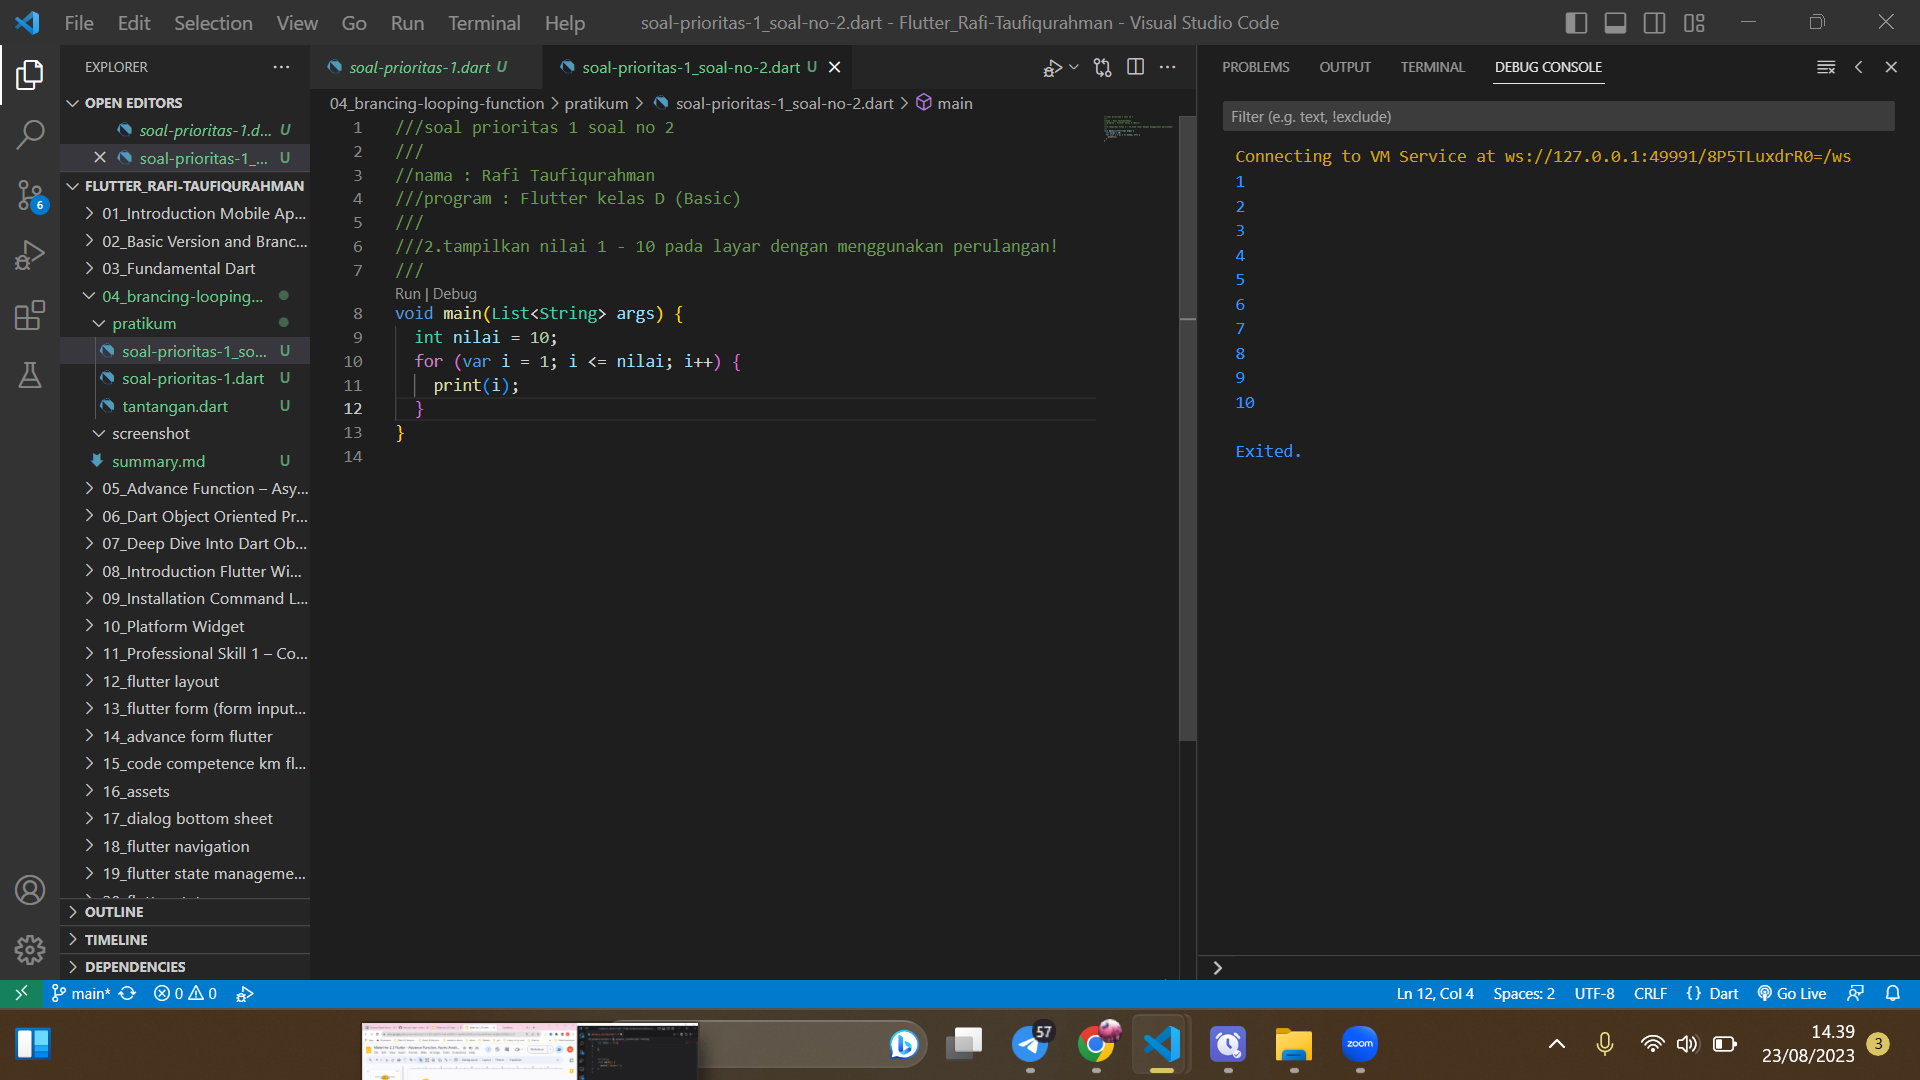 File Edit Selection View Go Run Terminal Help
soal-prioritas-1_soal-no-2.dart - Flutter_Rafi-Taufiqurahman - Visual Studio Code
EXPLORER
OPEN EDITORS
soal-prioritas-1.d... U
soal-prioritas-1_... U
FLUTTER_RAFI-TAUFIQURAHMAN
01_Introduction Mobile Ap...
02_Basic Version and Branc...
03_Fundamental Dart
04_brancing-looping...
pratikum
soal-prioritas-1_so... U
soal-prioritas-1.dart U
tantangan.dart U
screenshot
summary.md U
05_Advance Function – Asy...
06_Dart Object Oriented Pr...
07_Deep Dive Into Dart Ob...
08_Introduction Flutter Wi...
09_Installation Command L...
10_Platform Widget
11_Professional Skill 1 – Co...
12_flutter layout
13_flutter form (form input...
14_advance form flutter
15_code competence km fl...
16_assets
17_dialog bottom sheet
18_flutter navigation
19_flutter state manageme...
OUTLINE
TIMELINE
DEPENDENCIES
6
soal-prioritas-1.dart U
soal-prioritas-1_soal-no-2.dart U
04_brancing-looping-function > pratikum > soal-prioritas-1_soal-no-2.dart > main
1 ///soal prioritas 1 soal no 2
2 ///
3 //nama : Rafi Taufiqurahman
4 ///program : Flutter kelas D (Basic)
5 ///
6 ///2.tampilkan nilai 1 - 10 pada layar dengan menggunakan perulangan!
7 ///
Run | Debug
8 void main(List<String> args) {
9 int nilai = 10;
10 for (var i = 1; i <= nilai; i++) {
11 print(i);
12 }
13 }
14
PROBLEMS OUTPUT TERMINAL DEBUG CONSOLE
Filter (e.g. text, !exclude)
Connecting to VM Service at ws://127.0.0.1:49991/8P5TLuxdrR0=/ws
1
2
3
4
5
6
7
8
9
10
Exited.
main* 0 0
Ln 12, Col 4 Spaces: 2 UTF-8 CRLF {} Dart Go Live
57
zoom
14.39
23/08/2023
3